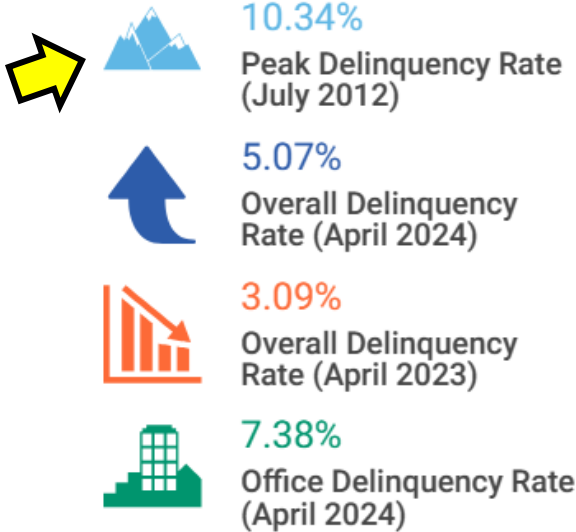 10.34%
Peak Delinquency Rate
(July 2012)
5.07%
Overall Delinquency
Rate (April 2024)
3.09%
Overall Delinquency
Rate (April 2023)
7.38%
Office Delinquency Rate
(April 2024)